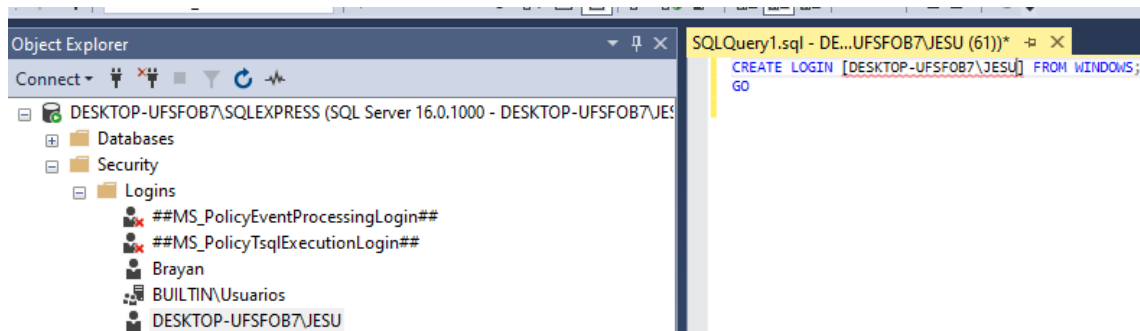 Object Explorer
Connect
DESKTOP-UFSFOB7\SQLEXPRESS (SQL Server 16.0.1000 - DESKTOP-UFSFOB7\JES
Databases
Security
Logins
##MS_PolicyEventProcessingLogin##
##MS_PolicyTsqlExecutionLogin##
Brayan
BUILTIN\Usuarios
DESKTOP-UFSFOB7\JESU
SQLQuery1.sql - DE...UFSFOB7\JESU (61))*
CREATE LOGIN [DESKTOP-UFSFOB7\JESU] FROM WINDOWS;
GO